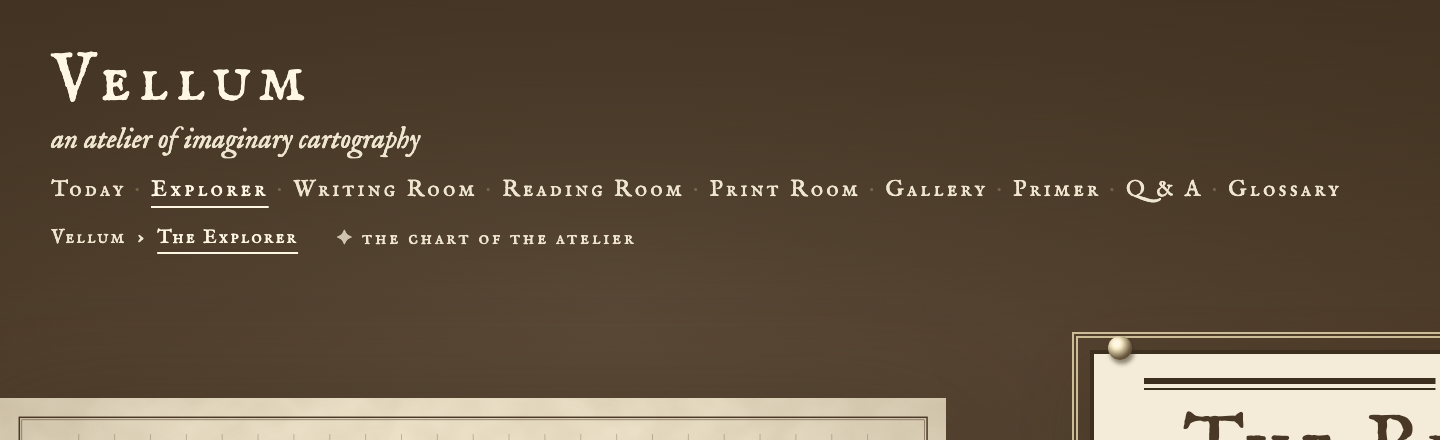 Vellum
an atelier of imaginary cartography
Today · Explorer · Writing Room · Reading Room · Print Room · Gallery · Primer · Q & A · Glossary
Vellum › The Explorer ✦ the chart of the atelier